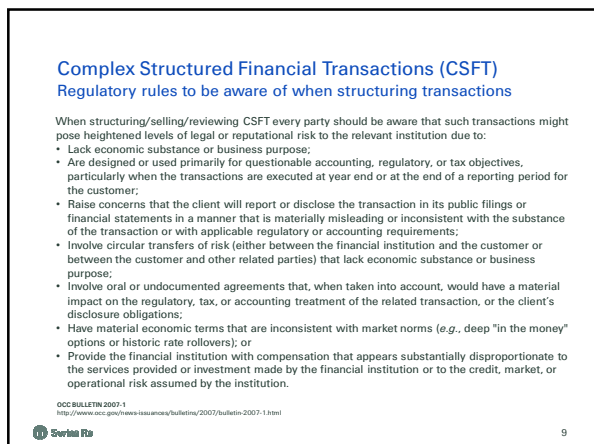 Complex Structured Financial Transactions (CSFT)
Regulatory rules to be aware of when structuring transactions
When structuring/selling/reviewing CSFT every party should be aware that such transactions might
pose heightened levels of legal or reputational risk to the relevant institution due to:
• Lack economic substance or business purpose;
• Are designed or used primarily for questionable accounting, regulatory, or tax objectives,
particularly when the transactions are executed at year end or at the end of a reporting period for
the customer;
• Raise concerns that the client will report or disclose the transaction in its public filings or
financial statements in a manner that is materially misleading or inconsistent with the substance
of the transaction or with applicable regulatory or accounting requirements;
• Involve circular transfers of risk (either between the financial institution and the customer or
between the customer and other related parties) that lack economic substance or business
purpose;
• Involve oral or undocumented agreements that, when taken into account, would have a material
impact on the regulatory, tax, or accounting treatment of the related transaction, or the client's
disclosure obligations;
• Have material economic terms that are inconsistent with market norms (e.g., deep "in the money"
options or historic rate rollovers); or
• Provide the financial institution with compensation that appears substantially disproportionate to
the services provided or investment made by the financial institution or to the credit, market, or
operational risk assumed by the institution.
OCC BULLETIN 2007-1
http://www.occ.gov/news-issuances/bulletins/2007/bulletin-2007-1.html
Swiss Re
9